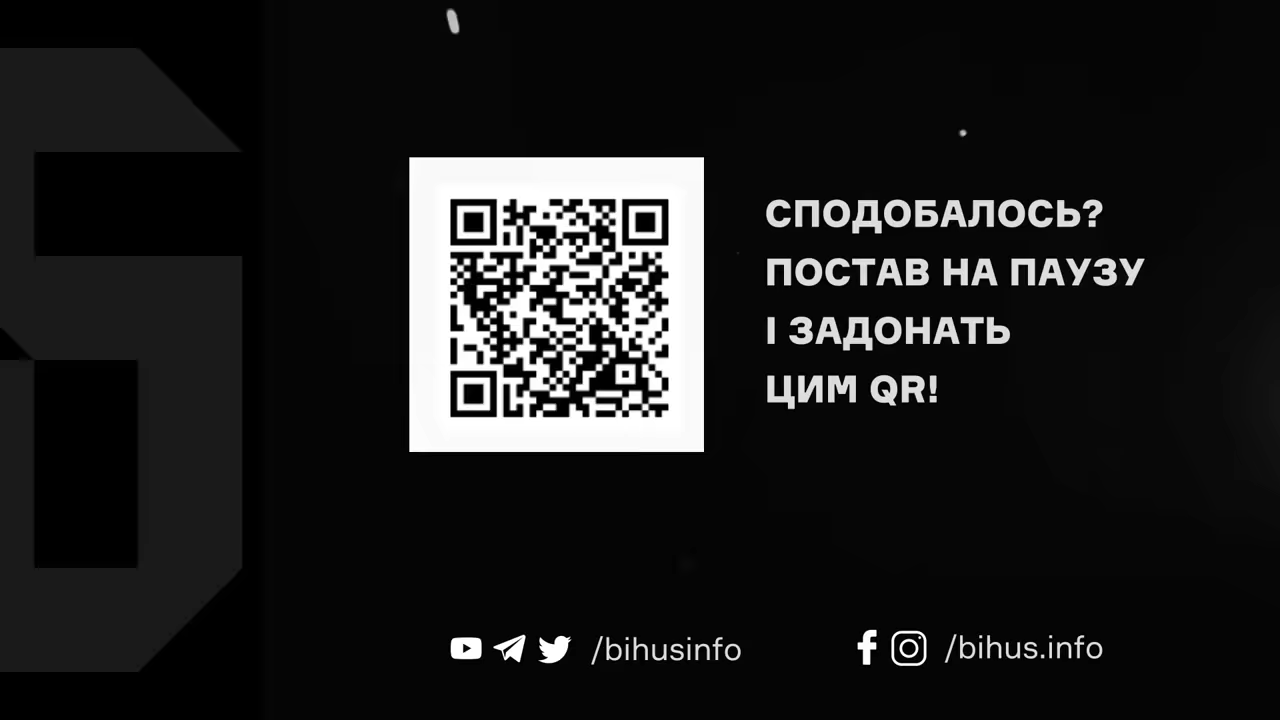 СПОДОБАЛОСЬ?
ПОСТАВ НА ПАУЗУ
І ЗАДОНАТЬ
ЦИМ QR!
/bihusinfo
/bihus.info